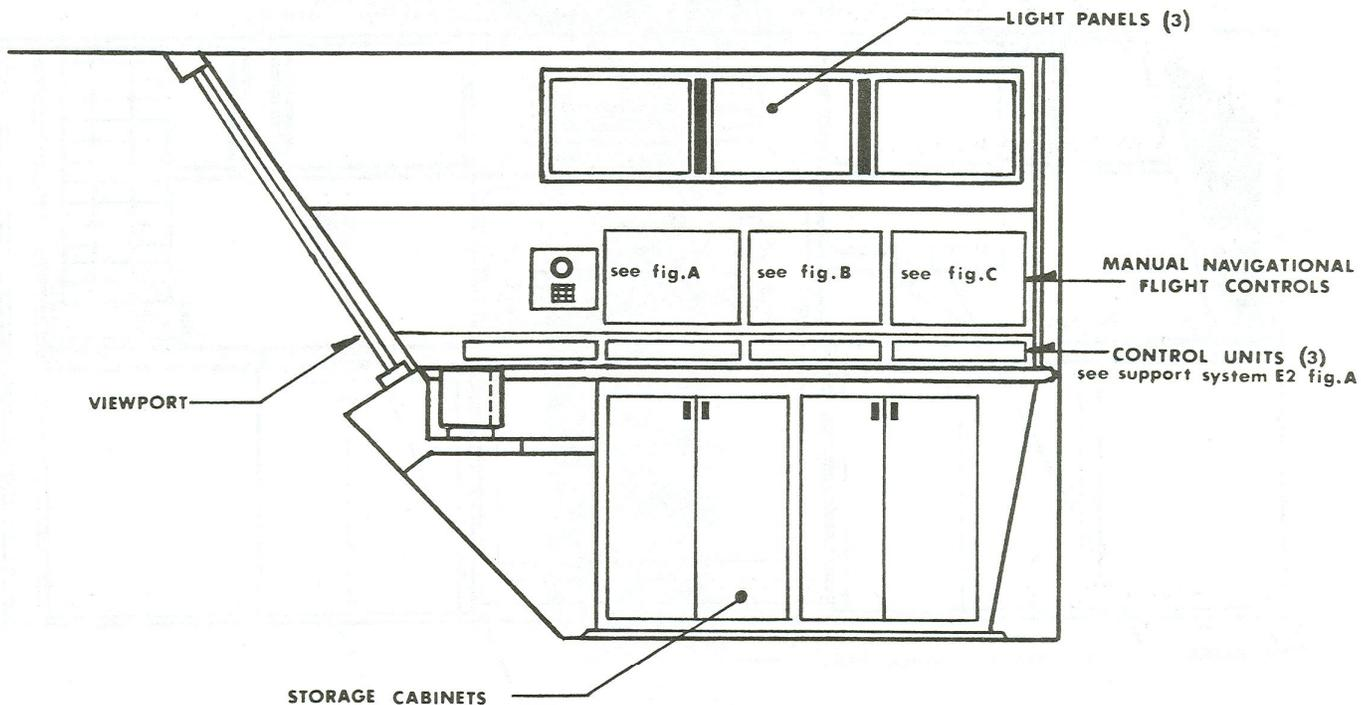 LIGHT PANELS (3)
see fig.A
see fig.B
see fig.C
MANUAL NAVIGATIONAL
FLIGHT CONTROLS
CONTROL UNITS (3)
see support system E2 fig.A
VIEWPORT
STORAGE CABINETS